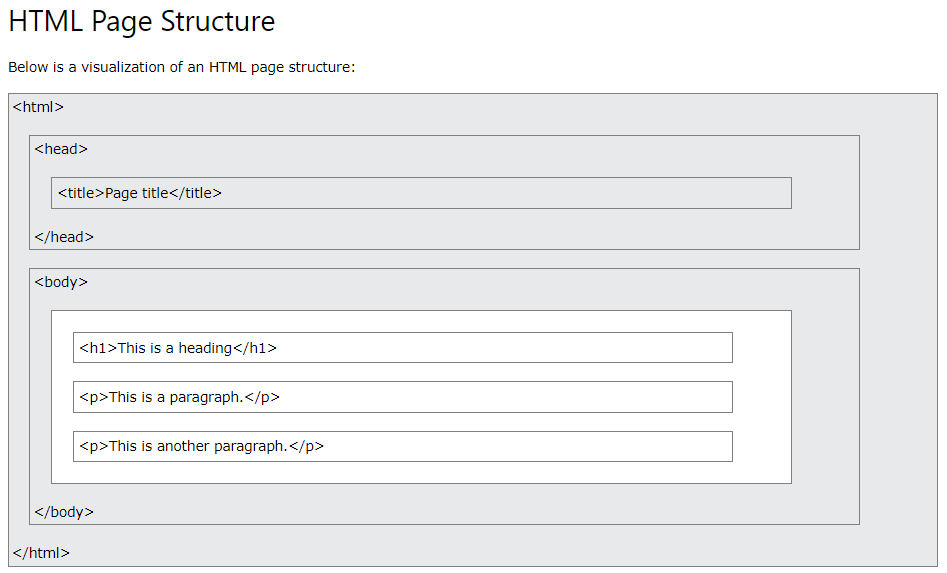 HTML Page Structure
Below is a visualization of an HTML page structure:
<html>
<head>
<title>Page title</title>
</head>
<body>
<h1>This is a heading</h1>
<p>This is a paragraph.</p>
<p>This is another paragraph.</p>
</body>
</html>